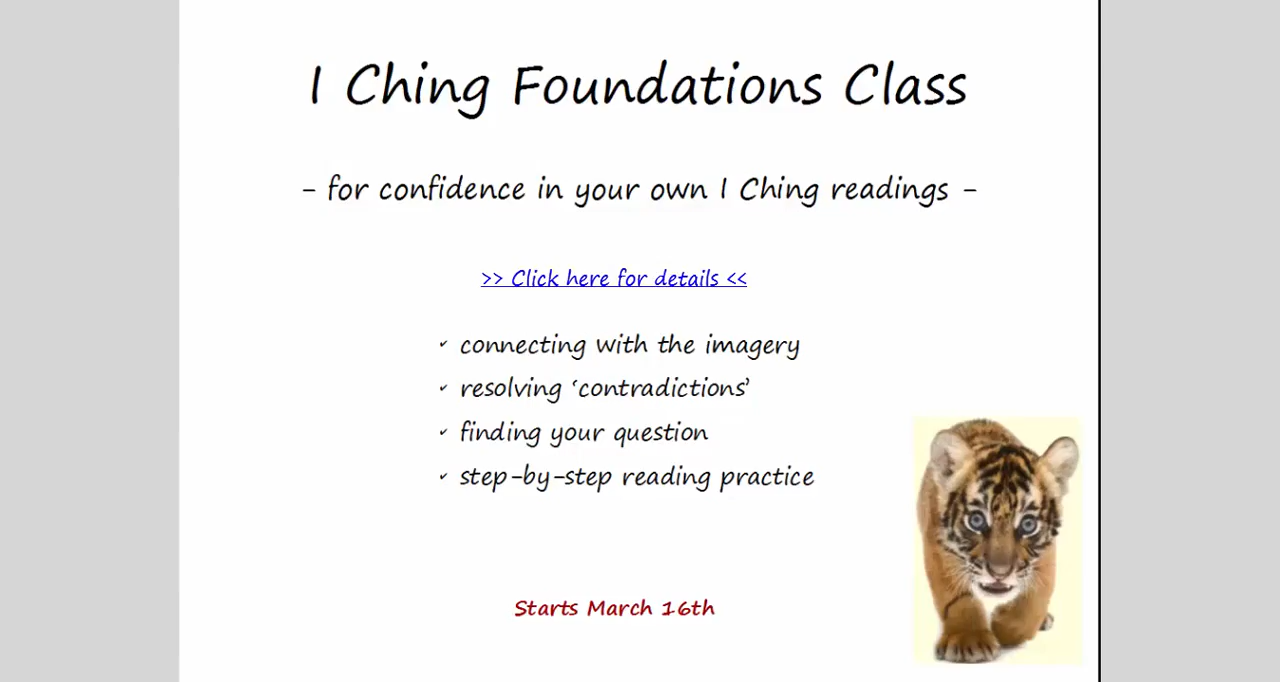 I Ching Foundations Class
- for confidence in your own I Ching readings -
>> Click here for details <<
✓ connecting with the imagery
✓ resolving ‘contradictions’
✓ finding your question
✓ step-by-step reading practice
Starts March 16th